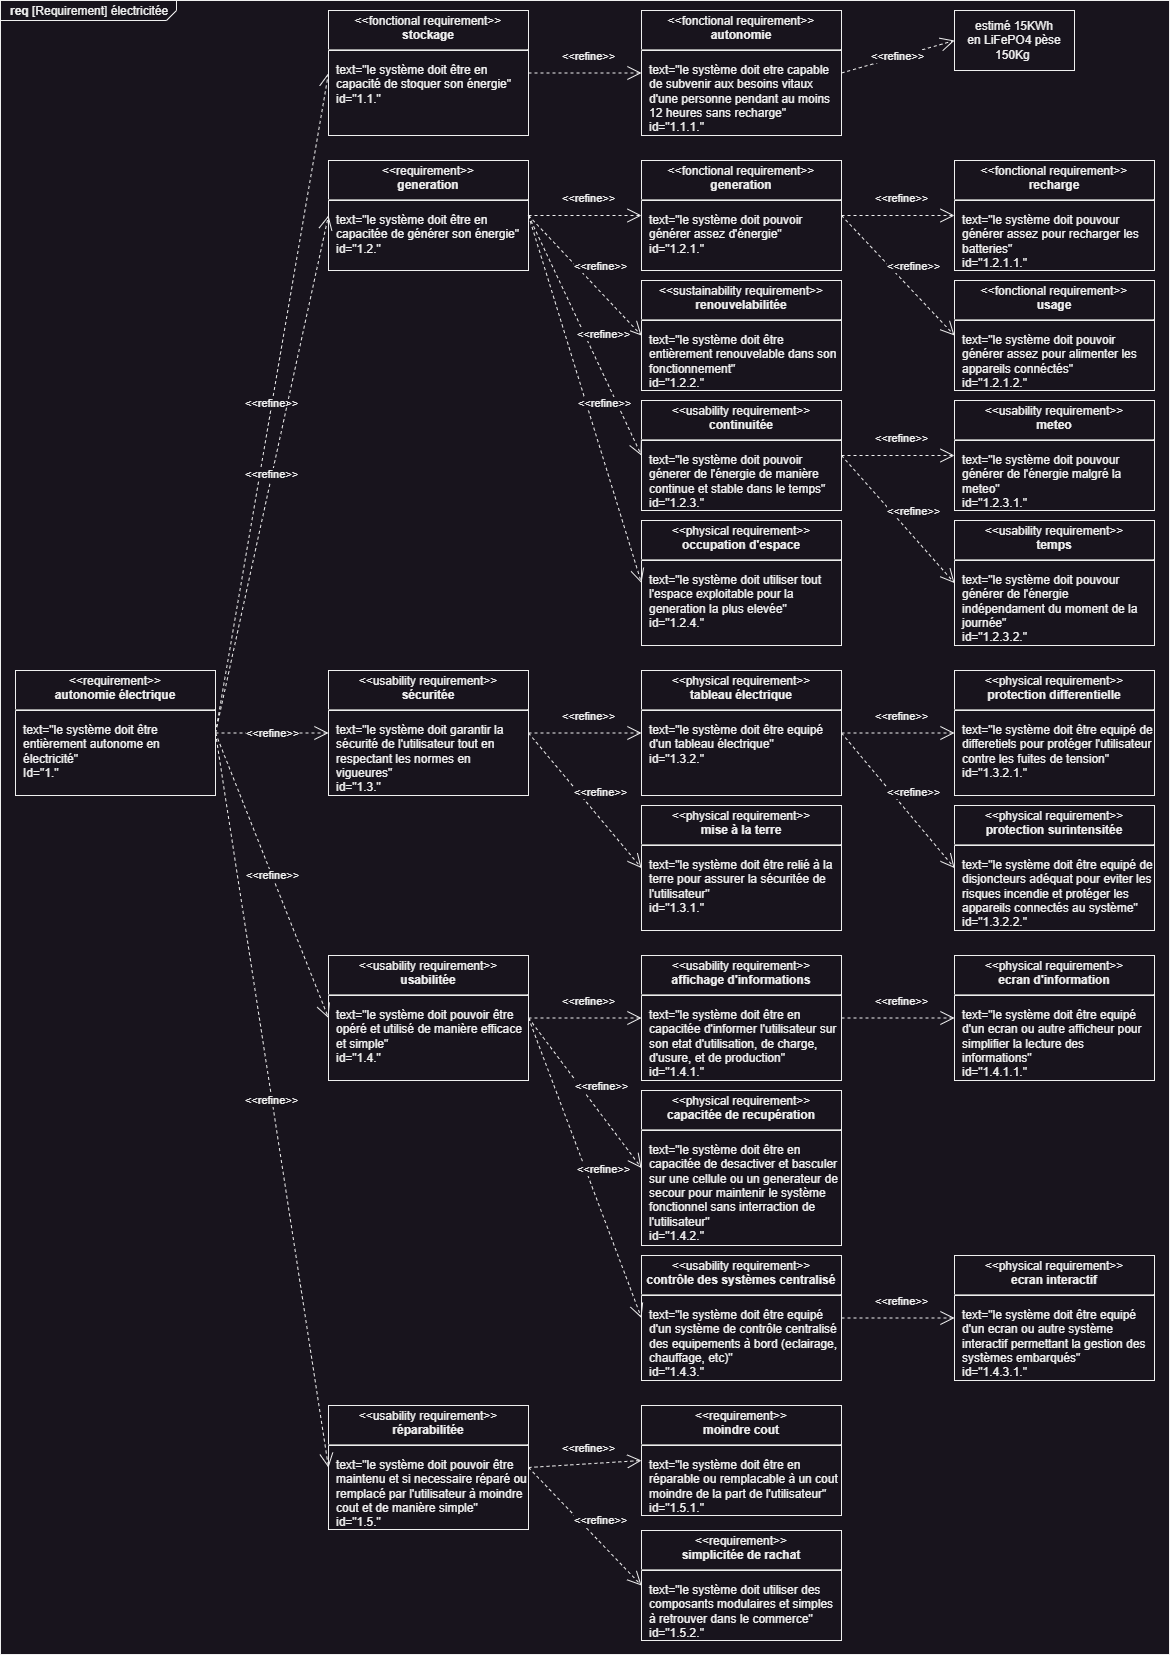 req [Requirement] électricitée
<<fonctional requirement>>
stockage
text="le système doit être en
capacité de stoquer son énergie"
id="1.1."
<<refine>>
<<fonctional requirement>>
autonomie
text="le système doit etre capable
de subvenir aux besoins vitaux
d'une personne pendant au moins
12 heures sans recharge"
id="1.1.1."
<<refine>>
estimé 15KWh
en LiFePO4 pèse
150Kg
<<requirement>>
generation
text="le système doit être en
capacitée de générer son énergie"
id="1.2."
<<refine>>
<<fonctional requirement>>
generation
text="le système doit pouvoir
générer assez d'énergie"
id="1.2.1."
<<refine>>
<<fonctional requirement>>
recharge
text="le système doit pouvour
générer assez pour recharger les
batteries"
id="1.2.1.1."
<<refine>>
<<refine>>
<<sustainability requirement>>
renouvelabilitée
text="le système doit être
entièrement renouvelable dans son
fonctionnement"
id="1.2.2."
<<fonctional requirement>>
usage
text="le système doit pouvoir
générer assez pour alimenter les
appareils connéctés"
id="1.2.1.2."
<<refine>>
<<refine>>
<<refine>>
<<usability requirement>>
continuitée
text="le système doit pouvoir
génerer de l'énergie de manière
continue et stable dans le temps"
id="1.2.3."
<<refine>>
<<usability requirement>>
meteo
text="le système doit pouvour
générer de l'énergie malgré la
meteo"
id="1.2.3.1."
<<refine>>
<<refine>>
<<physical requirement>>
occupation d'espace
text="le système doit utiliser tout
l'espace exploitable pour la
generation la plus elevée"
id="1.2.4."
<<usability requirement>>
temps
text="le système doit pouvour
générer de l'énergie
indépendament du moment de la
journée"
id="1.2.3.2."
<<requirement>>
autonomie électrique
text="le système doit être
entièrement autonome en
électricité"
Id="1."
<<refine>>
<<usability requirement>>
sécuritée
text="le système doit garantir la
sécurité de l'utilisateur tout en
respectant les normes en
vigueures"
id="1.3."
<<refine>>
<<physical requirement>>
tableau électrique
text="le système doit être equipé
d'un tableau électrique"
id="1.3.2."
<<refine>>
<<physical requirement>>
protection differentielle
text="le système doit être equipé de
differetiels pour protéger l'utilisateur
contre les fuites de tension"
id="1.3.2.1."
<<refine>>
<<refine>>
<<physical requirement>>
mise à la terre
text="le système doit être relié à la
terre pour assurer la sécuritée de
l'utilisateur"
id="1.3.1."
<<physical requirement>>
protection surintensitée
text="le système doit être equipé de
disjoncteurs adéquat pour eviter les
risques incendie et protéger les
appareils connectés au système"
id="1.3.2.2."
<<refine>>
<<usability requirement>>
usabilitée
text="le système doit pouvoir être
opéré et utilisé de manière efficace
et simple"
id="1.4."
<<refine>>
<<usability requirement>>
affichage d'informations
text="le système doit être en
capacitée d'informer l'utilisateur sur
son etat d'utilisation, de charge,
d'usure, et de production"
id="1.4.1."
<<refine>>
<<physical requirement>>
ecran d'information
text="le système doit être equipé
d'un ecran ou autre afficheur pour
simplifier la lecture des
informations"
id="1.4.1.1."
<<refine>>
<<refine>>
<<physical requirement>>
capacitée de recupération
text="le système doit être en
capacitée de desactiver et basculer
sur une cellule ou un generateur de
secour pour maintenir le système
fonctionnel sans interraction de
l'utilisateur"
id="1.4.2."
<<refine>>
<<usability requirement>>
contrôle des systèmes centralisé
text="le système doit être equipé
d'un système de contrôle centralisé
des equipements à bord (eclairage,
chauffage, etc)"
id="1.4.3."
<<refine>>
<<physical requirement>>
ecran interactif
text="le système doit être equipé
d'un ecran ou autre système
interactif permettant la gestion des
systèmes embarqués"
id="1.4.3.1."
<<usability requirement>>
réparabilitée
text="le système doit pouvoir être
maintenu et si necessaire réparé ou
remplacé par l'utilisateur à moindre
cout et de manière simple"
id="1.5."
<<refine>>
<<requirement>>
moindre cout
text="le système doit être en
réparable ou remplacable à un cout
moindre de la part de l'utilisateur"
id="1.5.1."
<<refine>>
<<requirement>>
simplicitée de rachat
text="le système doit utiliser des
composants modulaires et simples
à retrouver dans le commerce"
id="1.5.2."